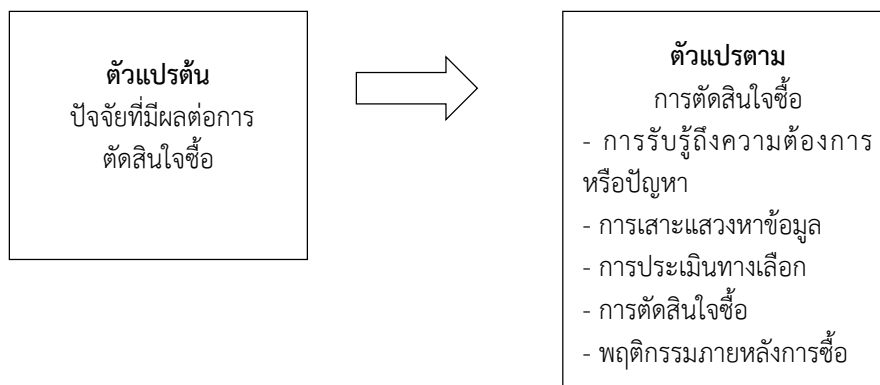 ตัวแปรต้น
ปัจจัยที่มีผลต่อการ
ตัดสินใจซื้อ
ตัวแปรตาม
การตัดสินใจซื้อ
- การรับรู้ถึงความต้องการ
หรือปัญหา
- การเสาะแสวงหาข้อมูล
- การประเมินทางเลือก
- การตัดสินใจซื้อ
- พฤติกรรมภายหลังการซื้อ